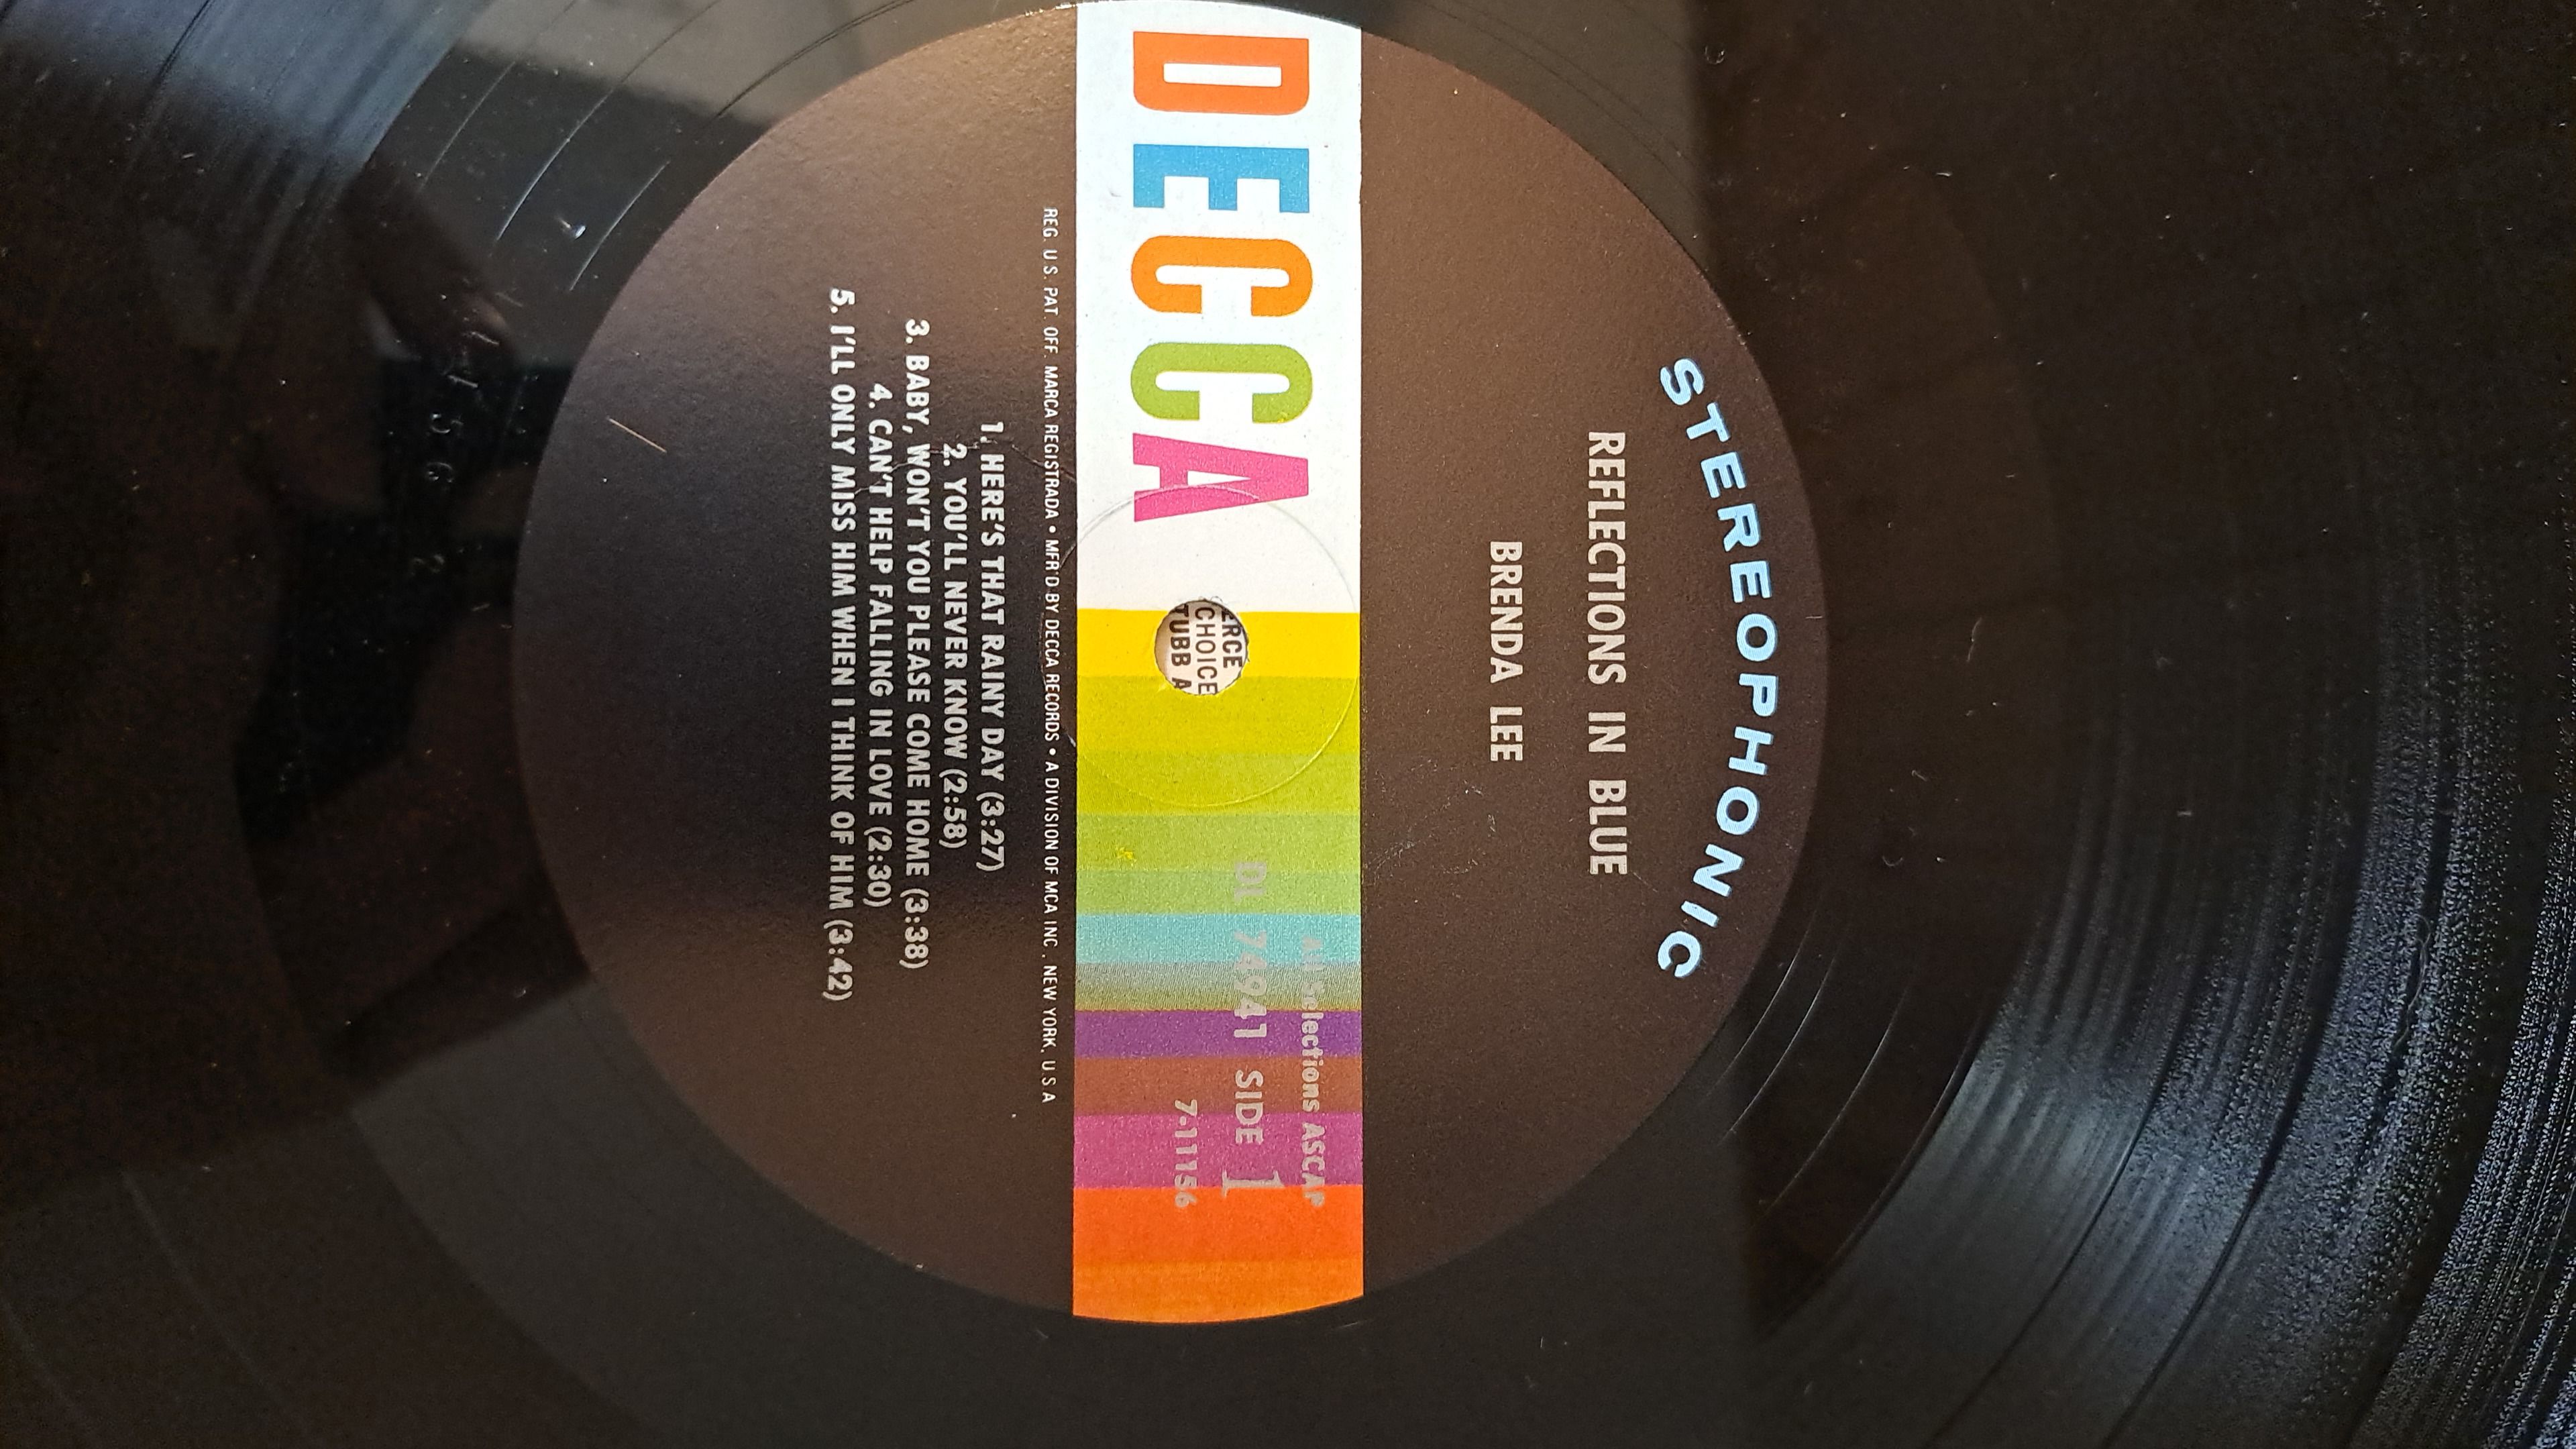 STEREOPHONIC
REFLECTIONS IN BLUE
BRENDA LEE
DECCA
All Selections ASCAP
DL 74941 SIDE 1
7-11156
ERCE
CHOICE
TUBB A
REG. U.S. PAT. OFF. MARCA REGISTRADA • MFR'D BY DECCA RECORDS • A DIVISION OF MCA INC., NEW YORK, U.S.A
1. HERE'S THAT RAINY DAY (3:27)
2. YOU'LL NEVER KNOW (2:58)
3. BABY, WON'T YOU PLEASE COME HOME (3:38)
4. CAN'T HELP FALLING IN LOVE (2:30)
5. I'LL ONLY MISS HIM WHEN I THINK OF HIM (3:42)